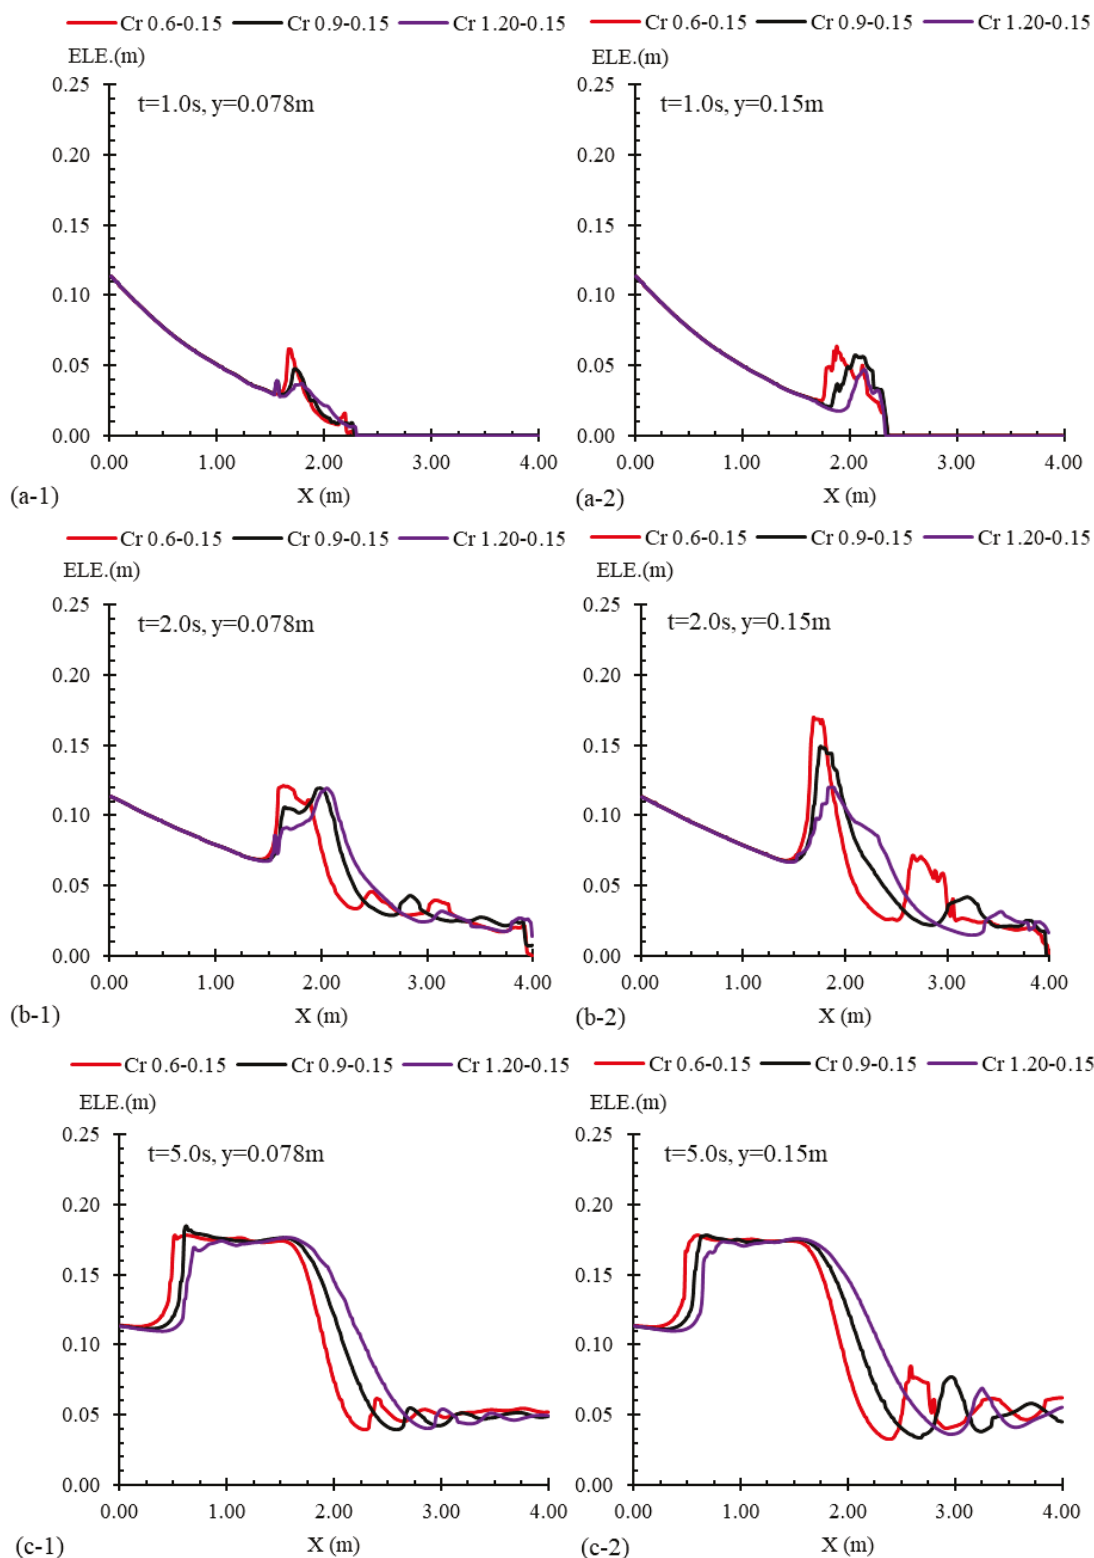 Cr 0.6-0.15 Cr 0.9-0.15 Cr 1.20-0.15 Cr 0.6-0.15 Cr 0.9-0.15 Cr 1.20-0.15
ELE.(m) ELE.(m)
0.25 0.25
t=1.0s, y=0.078m t=1.0s, y=0.15m
0.20 0.20
0.15 0.15
0.10 0.10
0.05 0.05
0.00 0.00
0.00 1.00 2.00 3.00 4.00 0.00 1.00 2.00 3.00 4.00
(a-1) X (m) (a-2) X (m)
Cr 0.6-0.15 Cr 0.9-0.15 Cr 1.20-0.15 Cr 0.6-0.15 Cr 0.9-0.15 Cr 1.20-0.15
ELE.(m) ELE.(m)
0.25 0.25
t=2.0s, y=0.078m t=2.0s, y=0.15m
0.20 0.20
0.15 0.15
0.10 0.10
0.05 0.05
0.00 0.00
0.00 1.00 2.00 3.00 4.00 0.00 1.00 2.00 3.00 4.00
(b-1) X (m) (b-2) X (m)
Cr 0.6-0.15 Cr 0.9-0.15 Cr 1.20-0.15 Cr 0.6-0.15 Cr 0.9-0.15 Cr 1.20-0.15
ELE.(m) ELE.(m)
0.25 0.25
t=5.0s, y=0.078m t=5.0s, y=0.15m
0.20 0.20
0.15 0.15
0.10 0.10
0.05 0.05
0.00 0.00
0.00 1.00 2.00 3.00 4.00 0.00 1.00 2.00 3.00 4.00
(c-1) X (m) (c-2) X (m)